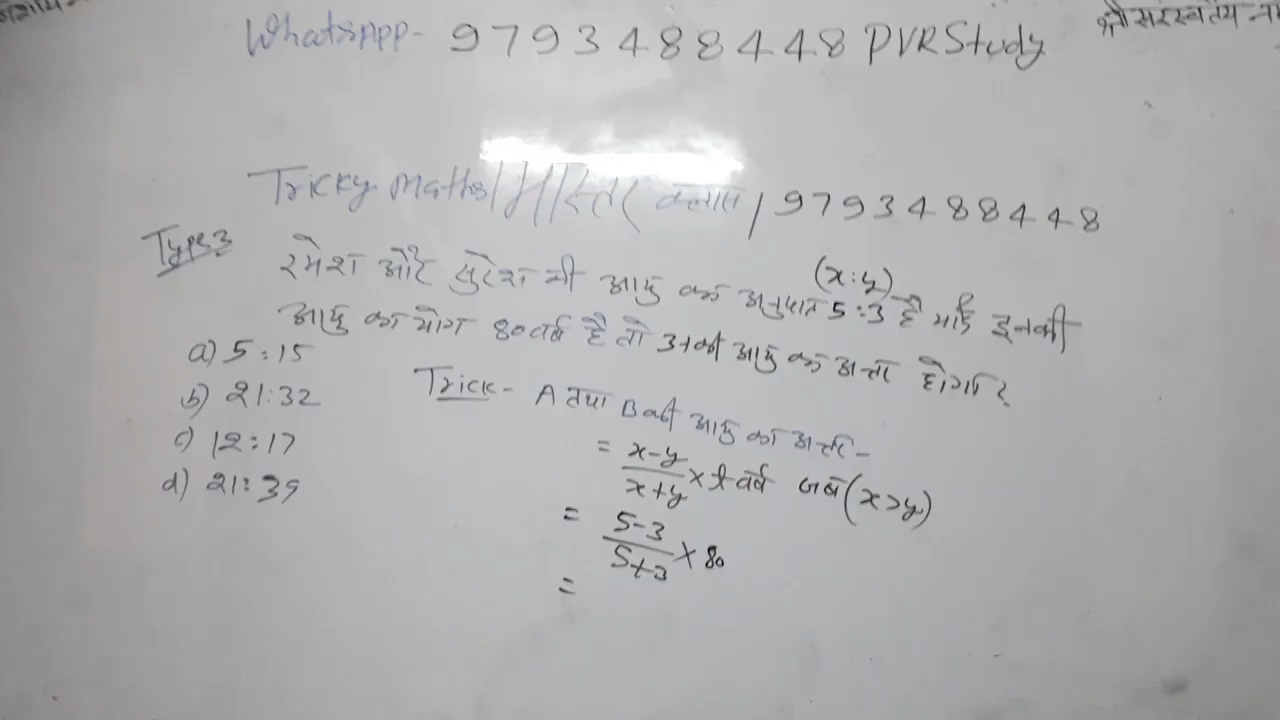 श्री सरस्वतय नम
Whatsappp- 9793488448 PVRStudy
Tricky Maths/मास्टर क्लास/9793488448
Type3
(x:y)
रमेश और सुरेश की आयु का अनुपात 5:3 है यदि इनकी
आयु का योग 80 वर्ष है तो उनकी आयु का अन्तर होगा?
a) 5:15
b) 21:32
c) 12:17
d) 21:39
Trick- A तथा B की आयु का अन्तर-
= x-y/x+y × वर्ष जब (x>y)
= 5-3/5+3 × 80
=